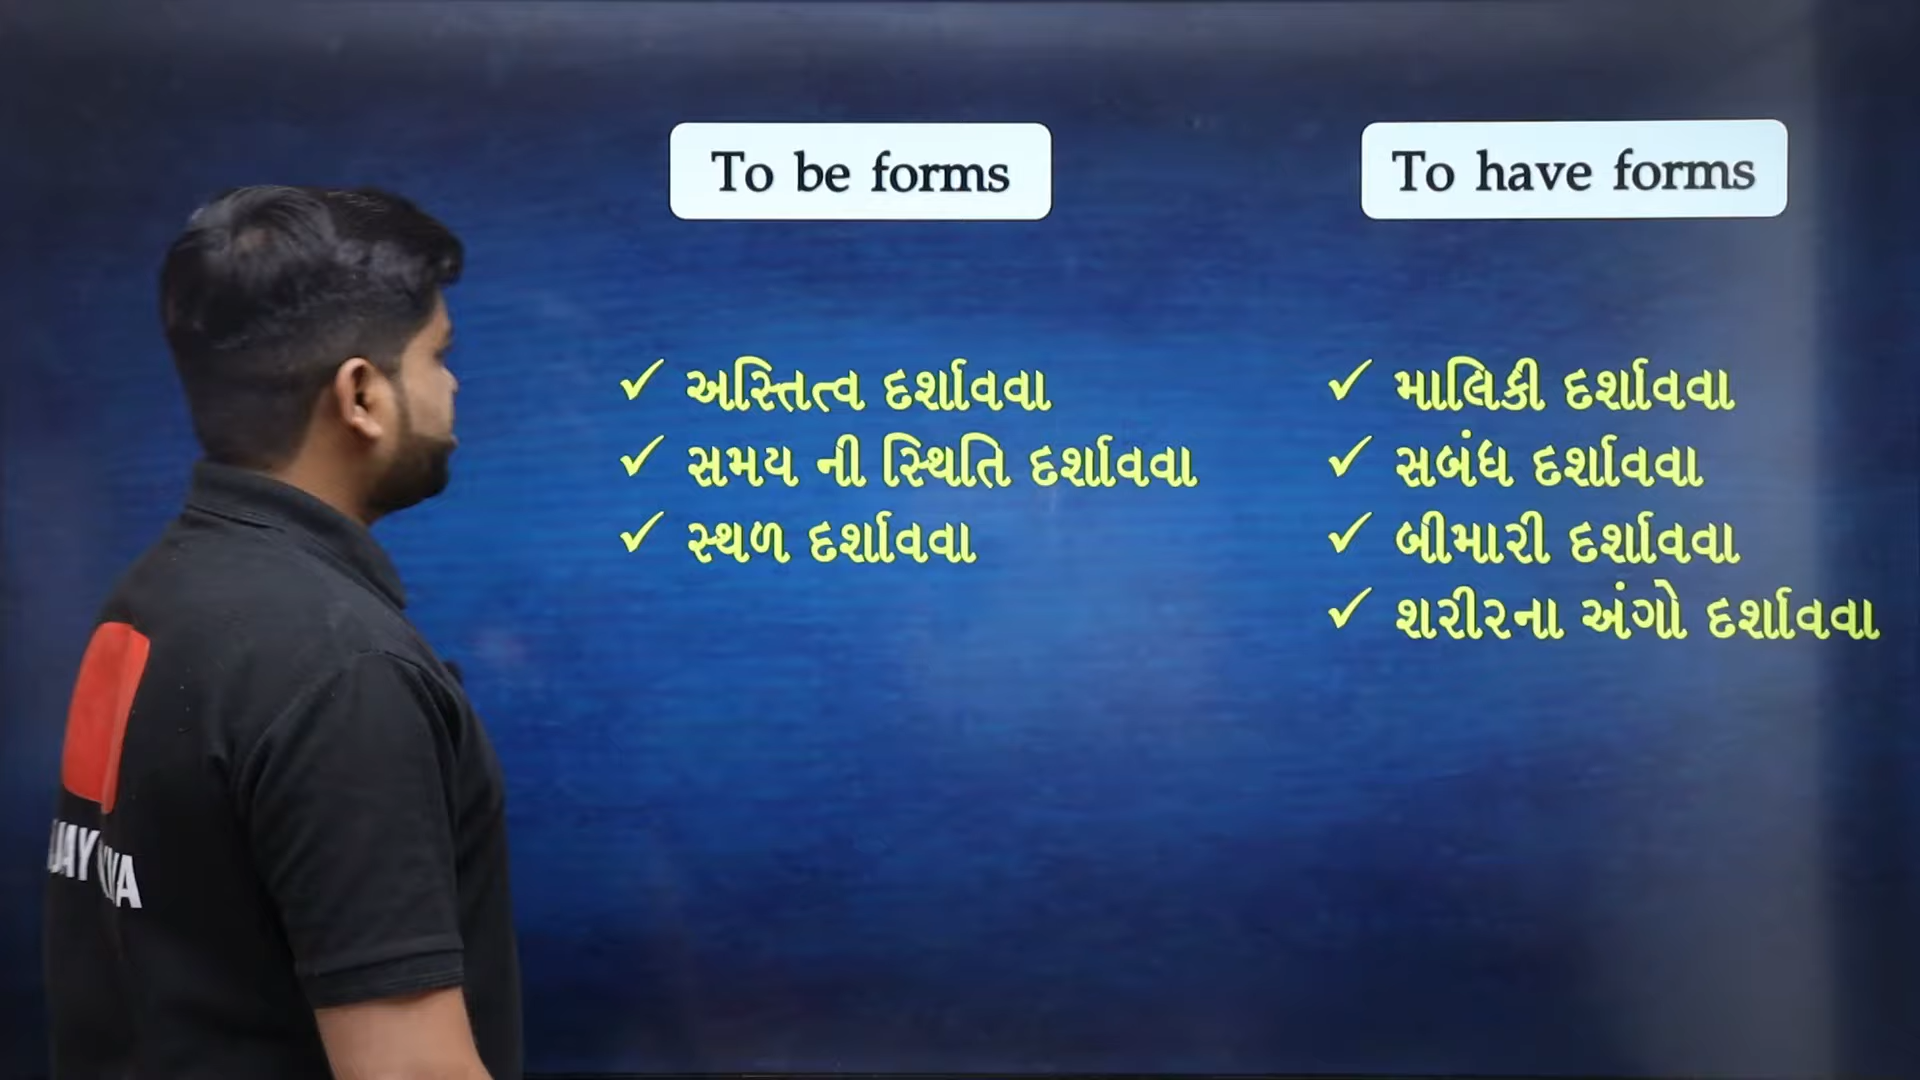 To be forms
અસ્તિત્વ દર્શાવવા
સમય ની સ્થિતિ દર્શાવવા
સ્થળ દર્શાવવા
To have forms
માલિકી દર્શાવવા
સબંધ દર્શાવવા
બીમારી દર્શાવવા
શરીરના અંગો દર્શાવવા